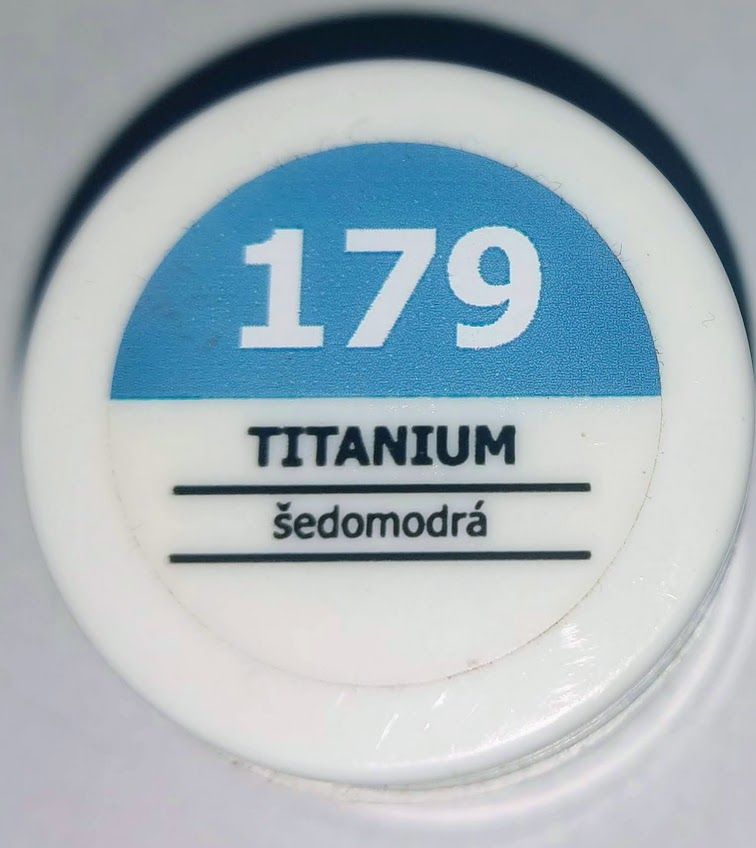 179
TITANIUM
šedomodrá